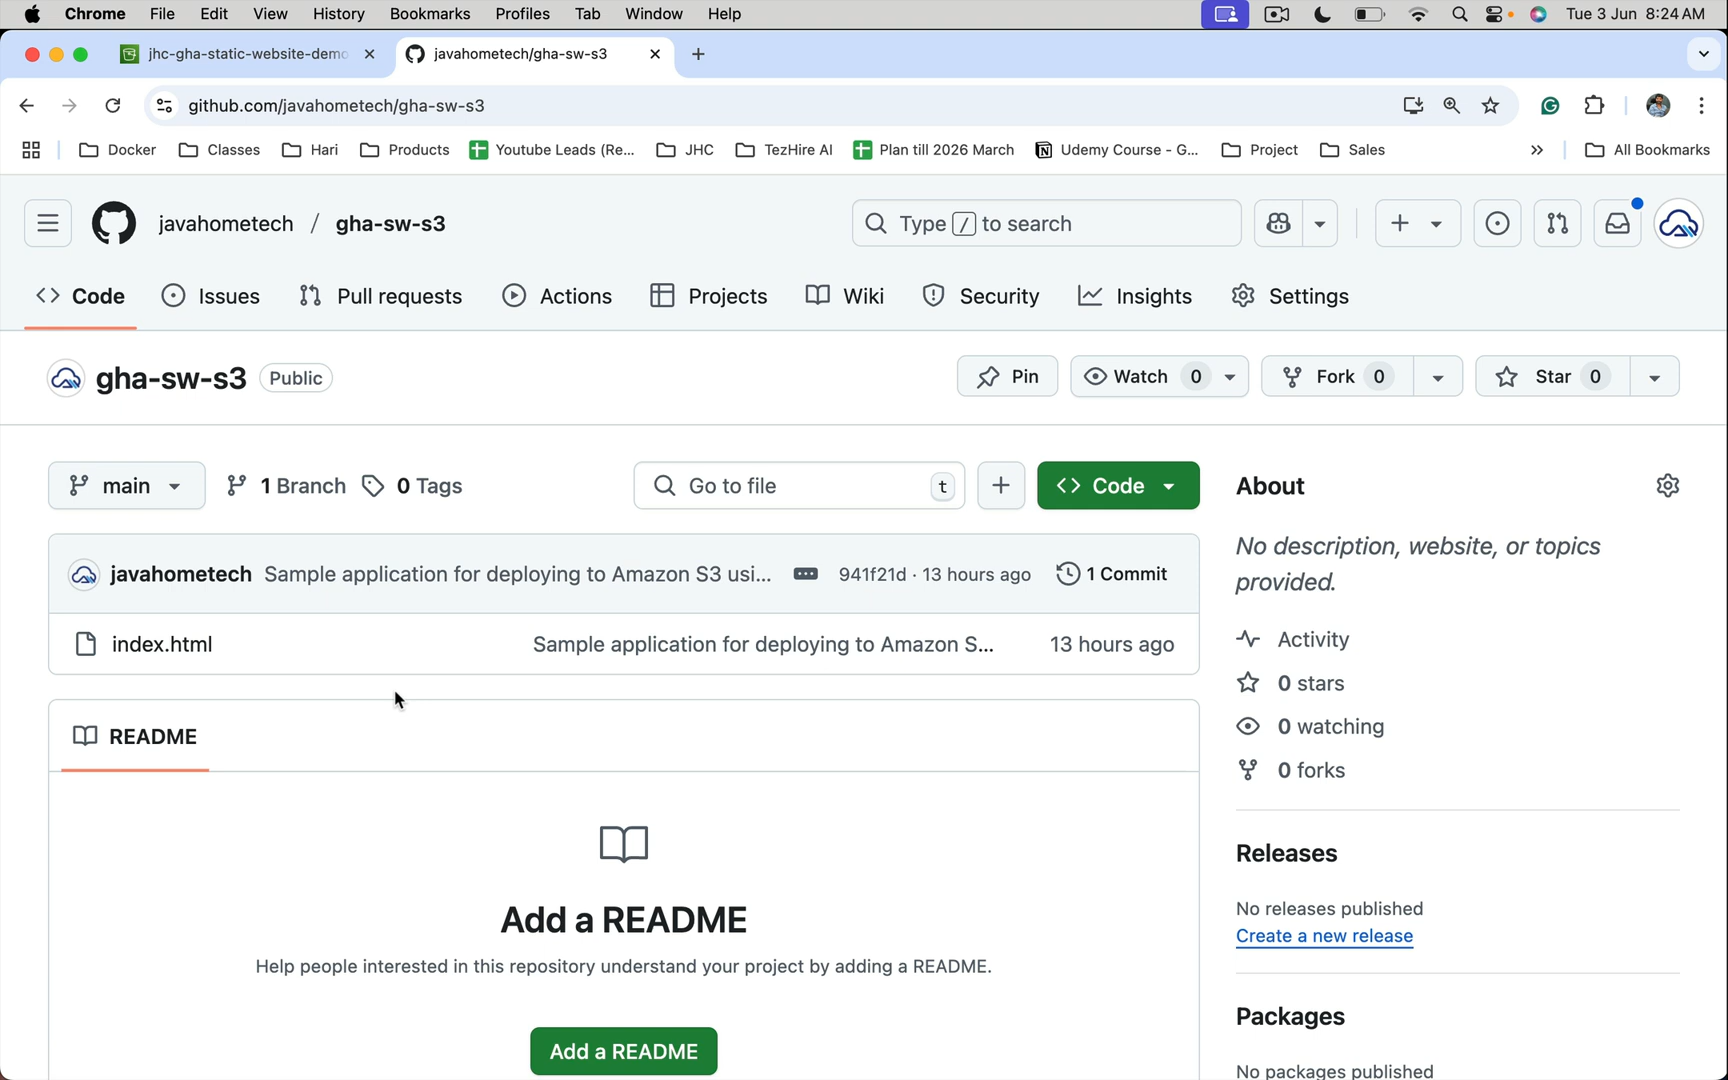 Chrome File Edit View History Bookmarks Profiles Tab Window Help Tue 3 Jun 8:24 AM
jhc-gha-static-website-demo javahometech/gha-sw-s3
github.com/javahometech/gha-sw-s3
Docker Classes Hari Products Youtube Leads (Re... JHC TezHire AI Plan till 2026 March Udemy Course - G... Project Sales » All Bookmarks
javahometech / gha-sw-s3 Type / to search
Code Issues Pull requests Actions Projects Wiki Security Insights Settings
gha-sw-s3 Public Pin Watch 0 Fork 0 Star 0
main 1 Branch 0 Tags Go to file t Code About
No description, website, or topics
provided.
javahometech Sample application for deploying to Amazon S3 usi... 941f21d · 13 hours ago 1 Commit
index.html Sample application for deploying to Amazon S... 13 hours ago
Activity
0 stars
0 watching
0 forks
README
Add a README
Help people interested in this repository understand your project by adding a README.
Add a README
Releases
No releases published
Create a new release
Packages
No packages published